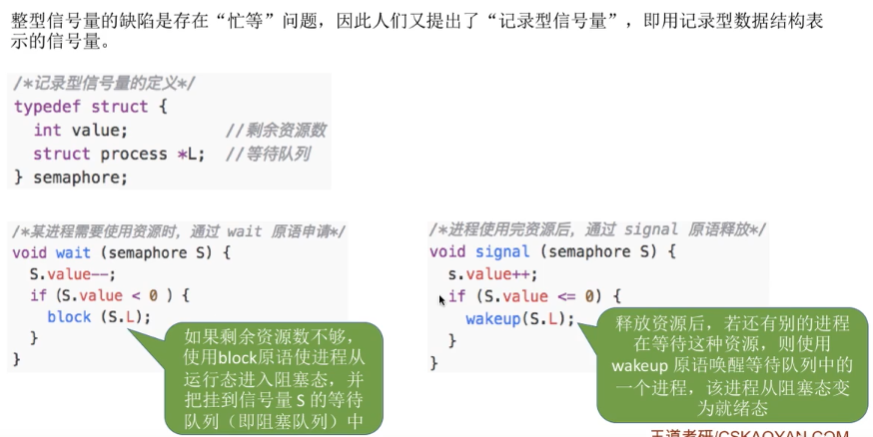 整型信号量的缺陷是存在“忙等”问题，因此人们又提出了“记录型信号量”，即用记录型数据结构表
示的信号量。
/*记录型信号量的定义*/
typedef struct {
int value; //剩余资源数
struct process *L; //等待队列
} semaphore;
/*某进程需要使用资源时，通过 wait 原语申请*/
void wait (semaphore S) {
S.value--;
if (S.value < 0 ) {
block (S.L);
}
}
如果剩余资源数不够，
使用block原语使进程从
运行态进入阻塞态，并
把挂到信号量 S 的等待
队列（即阻塞队列）中
/*进程使用完资源后，通过 signal 原语释放*/
void signal (semaphore S) {
s.value++;
if (S.value <= 0) {
wakeup(S.L);
}
}
释放资源后，若还有别的进程
在等待这种资源，则使用
wakeup 原语唤醒等待队列中的
一个进程，该进程从阻塞态变
为就绪态
王道考研/CSKAOYAN.COM